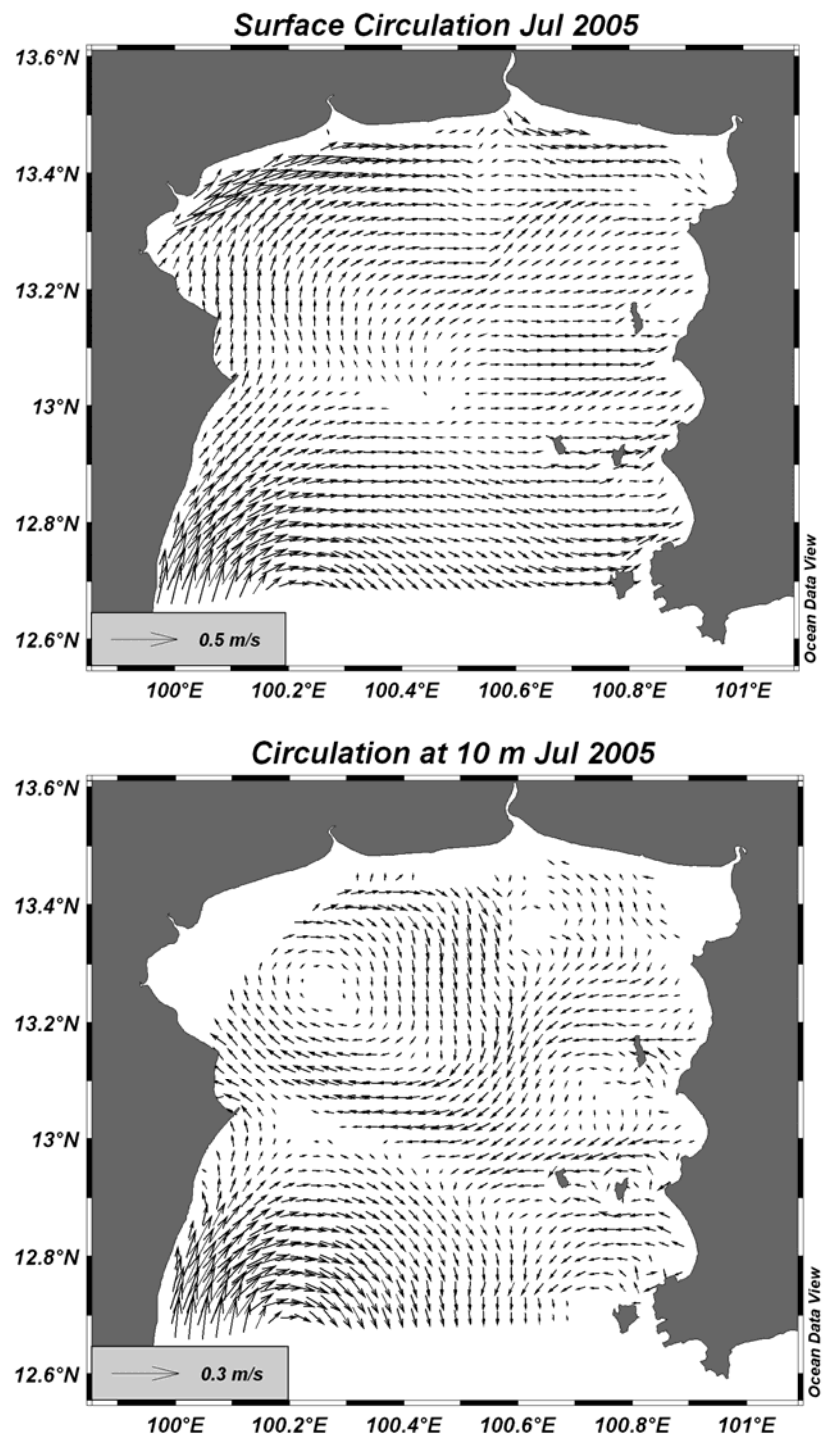 Surface Circulation Jul 2005
13.6°N
13.4°N
13.2°N
13°N
12.8°N
12.6°N
0.5 m/s
Ocean Data View
100°E 100.2°E 100.4°E 100.6°E 100.8°E 101°E
Circulation at 10 m Jul 2005
13.6°N
13.4°N
13.2°N
13°N
12.8°N
12.6°N
0.3 m/s
Ocean Data View
100°E 100.2°E 100.4°E 100.6°E 100.8°E 101°E